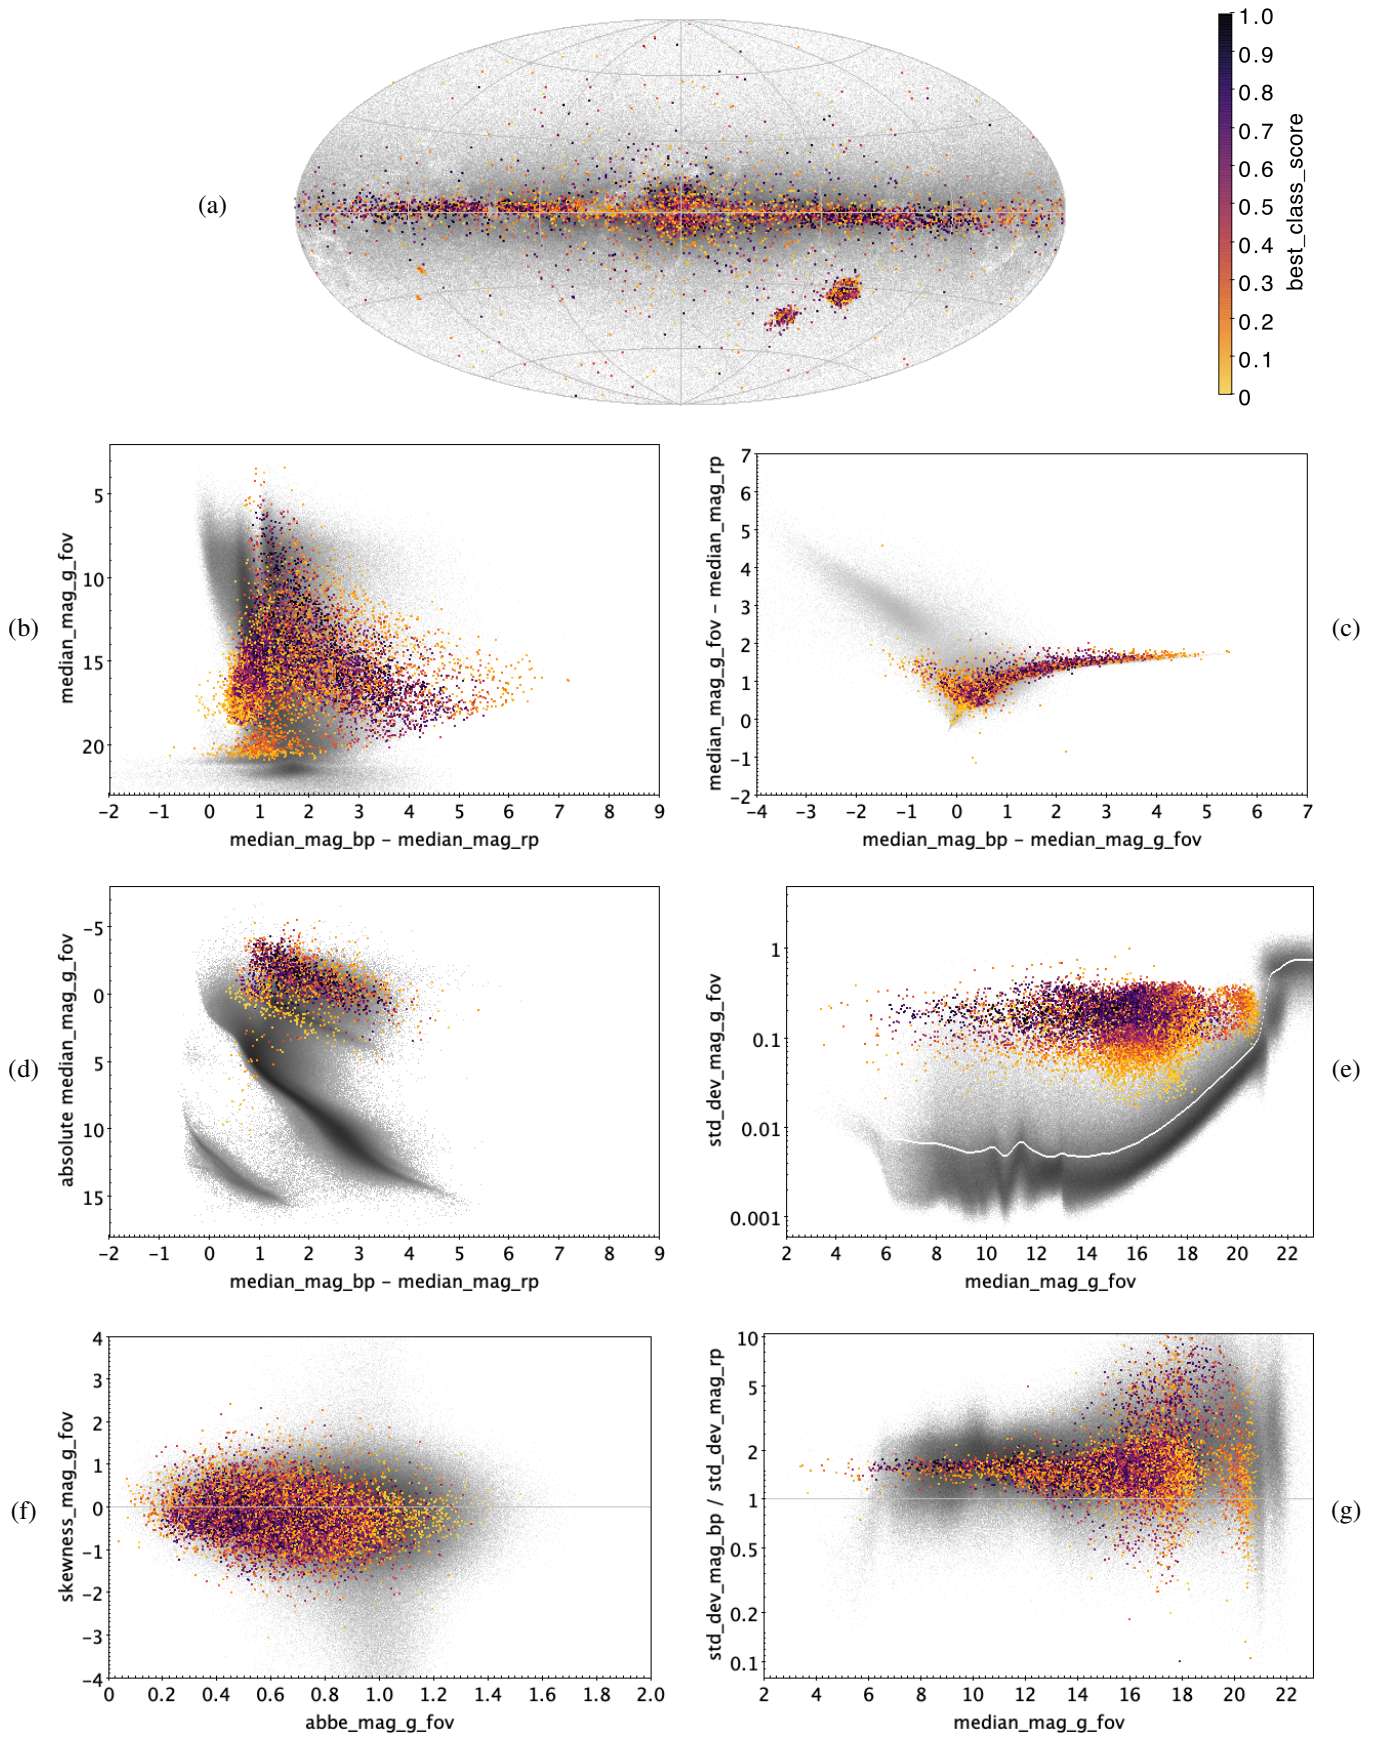 (a)
1.0
0.9
0.8
0.7
0.6
0.5
0.4
0.3
0.2
0.1
0
best_class_score
(b)
median_mag_g_fov
5
10
15
20
−2 −1 0 1 2 3 4 5 6 7 8 9
median_mag_bp − median_mag_rp
median_mag_g_fov − median_mag_rp
7
6
5
4
3
2
1
0
−1
−2
−4 −3 −2 −1 0 1 2 3 4 5 6 7
median_mag_bp − median_mag_g_fov
(c)
(d)
absolute median_mag_g_fov
−5
0
5
10
15
−2 −1 0 1 2 3 4 5 6 7 8 9
median_mag_bp − median_mag_rp
std_dev_mag_g_fov
1
0.1
0.01
0.001
2 4 6 8 10 12 14 16 18 20 22
median_mag_g_fov
(e)
(f)
skewness_mag_g_fov
4
3
2
1
0
−1
−2
−3
−4
0 0.2 0.4 0.6 0.8 1.0 1.2 1.4 1.6 1.8 2.0
abbe_mag_g_fov
std_dev_mag_bp / std_dev_mag_rp
10
5
2
1
0.5
0.2
0.1
2 4 6 8 10 12 14 16 18 20 22
median_mag_g_fov
(g)